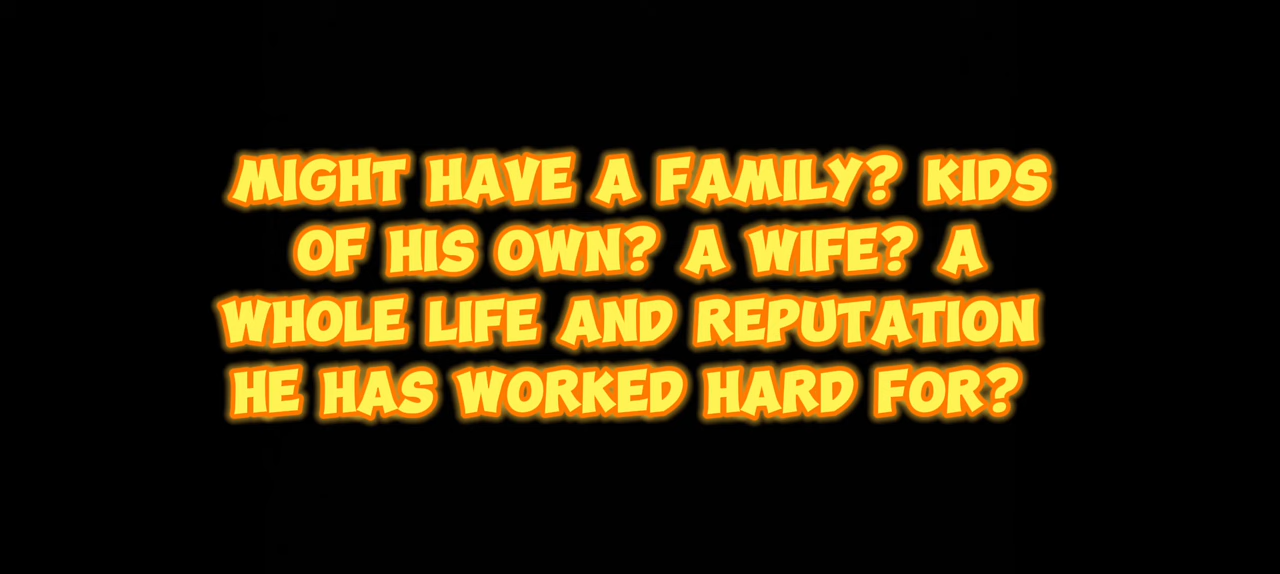 MIGHT HAVE A FAMILY? KIDS
OF HIS OWN? A WIFE? A
WHOLE LIFE AND REPUTATION
HE HAS WORKED HARD FOR?